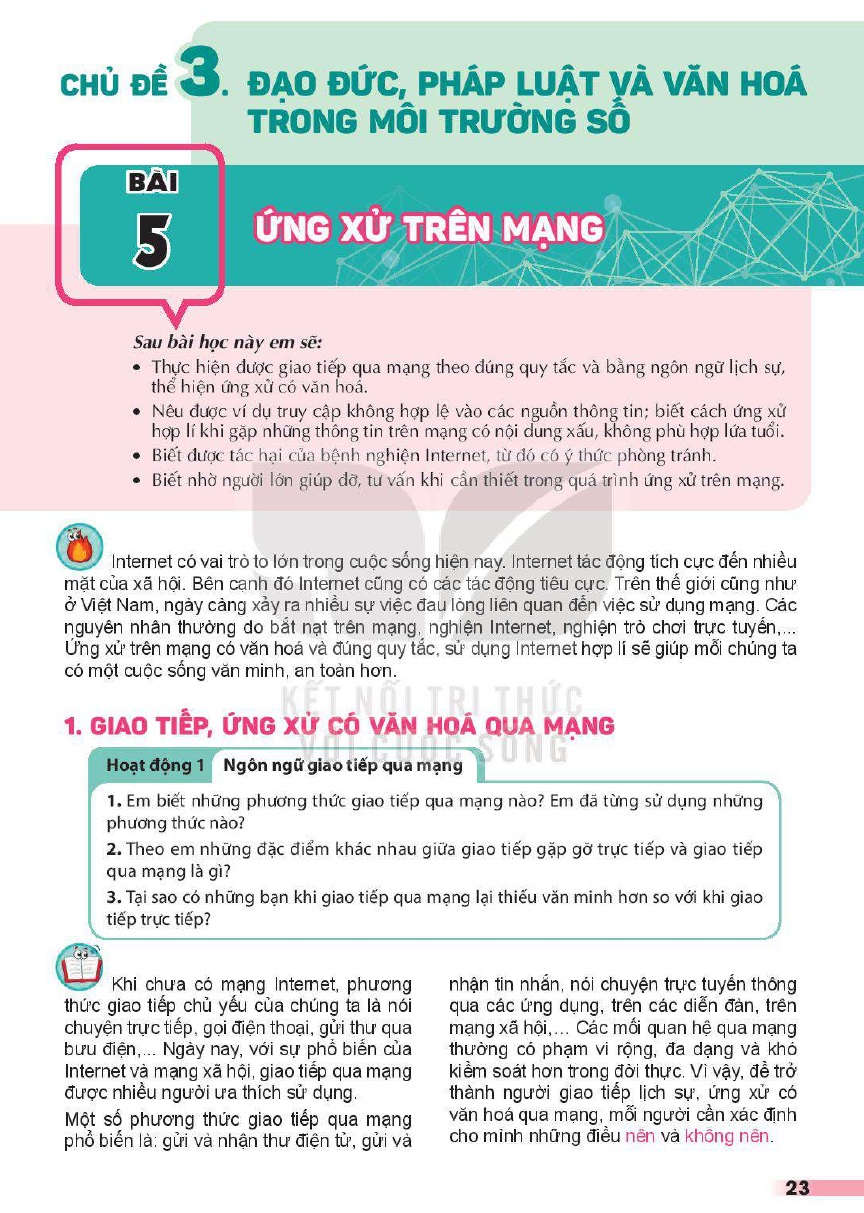 CHỦ ĐỀ 3. ĐẠO ĐỨC, PHÁP LUẬT VÀ VĂN HOÁ
TRONG MÔI TRƯỜNG SỐ
BÀI
5
ỨNG XỬ TRÊN MẠNG
Sau bài học này em sẽ:
• Thực hiện được giao tiếp qua mạng theo đúng quy tắc và bằng ngôn ngữ lịch sự,
thể hiện ứng xử có văn hoá.
• Nêu được ví dụ truy cập không hợp lệ vào các nguồn thông tin; biết cách ứng xử
hợp lí khi gặp những thông tin trên mạng có nội dung xấu, không phù hợp lứa tuổi.
• Biết được tác hại của bệnh nghiện Internet, từ đó có ý thức phòng tránh.
• Biết nhờ người lớn giúp đỡ, tư vấn khi cần thiết trong quá trình ứng xử trên mạng.
Internet có vai trò to lớn trong cuộc sống hiện nay. Internet tác động tích cực đến nhiều
mặt của xã hội. Bên cạnh đó Internet cũng có các tác động tiêu cực. Trên thế giới cũng như
ở Việt Nam, ngày càng xảy ra nhiều sự việc đau lòng liên quan đến việc sử dụng mạng. Các
nguyên nhân thường do bắt nạt trên mạng, nghiện Internet, nghiện trò chơi trực tuyến,...
Ứng xử trên mạng có văn hoá và đúng quy tắc, sử dụng Internet hợp lí sẽ giúp mỗi chúng ta
có một cuộc sống văn minh, an toàn hơn.
KẾT NỐI TRI THỨC
VỚI CUỘC SỐNG
1. GIAO TIẾP, ỨNG XỬ CÓ VĂN HOÁ QUA MẠNG
Hoạt động 1 Ngôn ngữ giao tiếp qua mạng
1. Em biết những phương thức giao tiếp qua mạng nào? Em đã từng sử dụng những
phương thức nào?
2. Theo em những đặc điểm khác nhau giữa giao tiếp gặp gỡ trực tiếp và giao tiếp
qua mạng là gì?
3. Tại sao có những bạn khi giao tiếp qua mạng lại thiếu văn minh hơn so với khi giao
tiếp trực tiếp?
Khi chưa có mạng Internet, phương
thức giao tiếp chủ yếu của chúng ta là nói
chuyện trực tiếp, gọi điện thoại, gửi thư qua
bưu điện,... Ngày nay, với sự phổ biến của
Internet và mạng xã hội, giao tiếp qua mạng
được nhiều người ưa thích sử dụng.
Một số phương thức giao tiếp qua mạng
phổ biến là: gửi và nhận thư điện tử, gửi và
nhận tin nhắn, nói chuyện trực tuyến thông
qua các ứng dụng, trên các diễn đàn, trên
mạng xã hội,... Các mối quan hệ qua mạng
thường có phạm vi rộng, đa dạng và khó
kiểm soát hơn trong đời thực. Vì vậy, để trở
thành người giao tiếp lịch sự, ứng xử có
văn hoá qua mạng, mỗi người cần xác định
cho mình những điều nên và không nên.
23